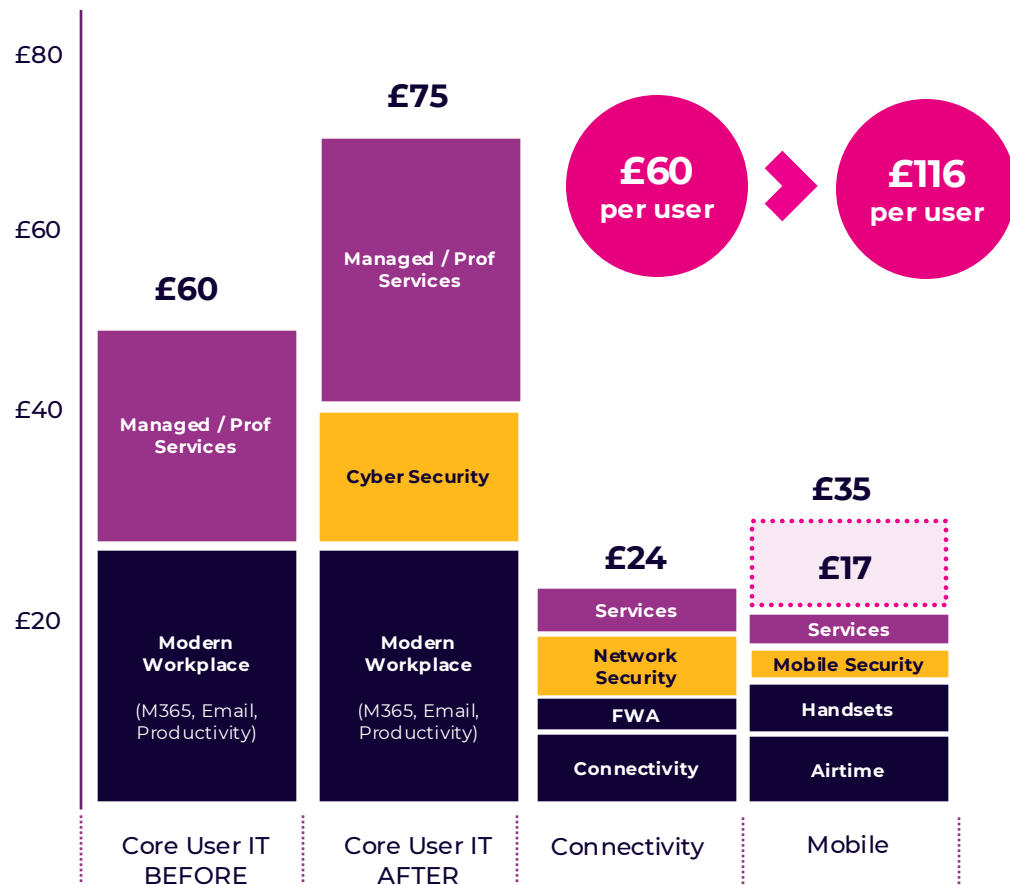 £80
£60
£40
£20
£60
Managed / Prof
Services
Modern
Workplace
(M365, Email,
Productivity)
Core User IT
BEFORE
£75
Managed / Prof
Services
Cyber Security
Modern
Workplace
(M365, Email,
Productivity)
Core User IT
AFTER
£24
Services
Network
Security
FWA
Connectivity
Connectivity
£35
£17
Services
Mobile Security
Handsets
Airtime
Mobile
£60
per user
£116
per user